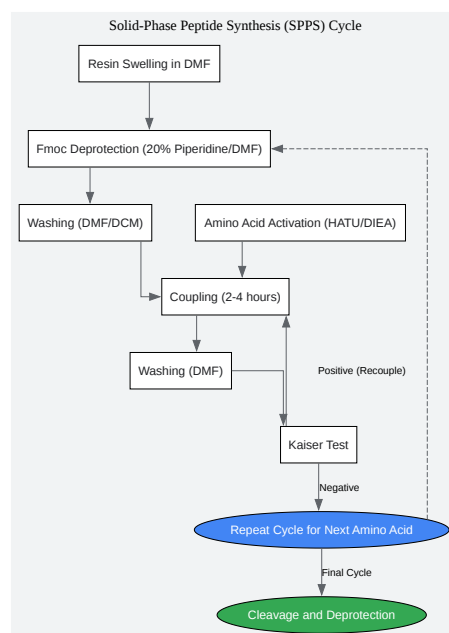 Solid-Phase Peptide Synthesis (SPPS) Cycle
Resin Swelling in DMF
Fmoc Deprotection (20% Piperidine/DMF)
Washing (DMF/DCM)
Amino Acid Activation (HATU/DIEA)
Coupling (2-4 hours)
Washing (DMF)
Positive (Recouple)
Kaiser Test
Negative
Repeat Cycle for Next Amino Acid
Final Cycle
Cleavage and Deprotection